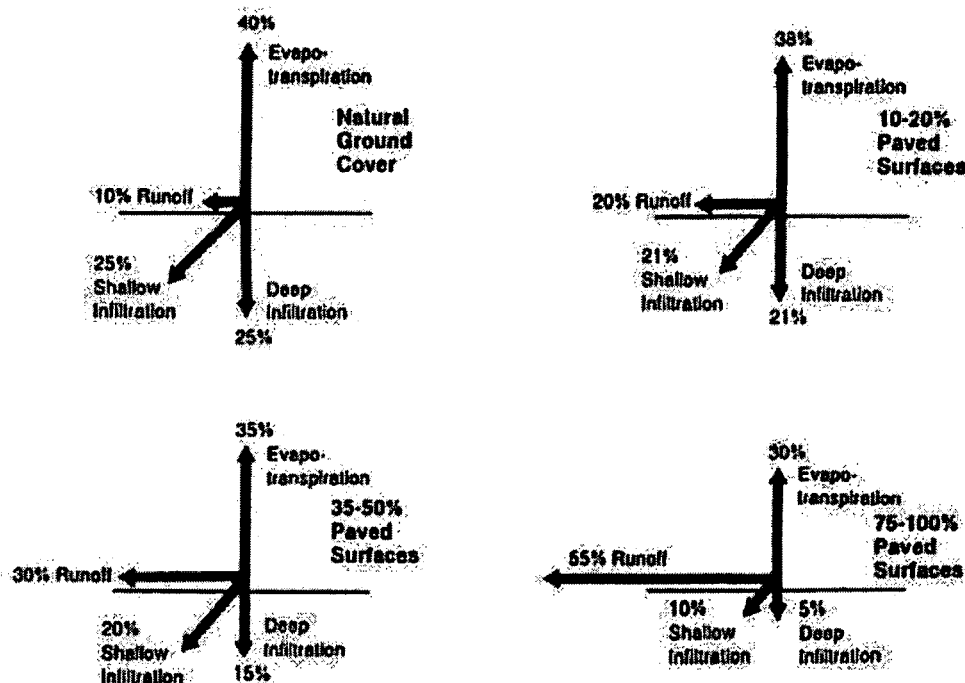 40%
Evapo-
transpiration
Natural
Ground
Cover
10% Runoff
25%
Shallow
Infiltration
Deep
Infiltration
25%
38%
Evapo-
transpiration
10-20%
Paved
Surfaces
20% Runoff
21%
Shallow
Infiltration
Deep
Infiltration
21%
35%
Evapo-
transpiration
35-50%
Paved
Surfaces
30% Runoff
20%
Shallow
Infiltration
Deep
Infiltration
15%
30%
Evapo-
transpiration
75-100%
Paved
Surfaces
55% Runoff
10%
Shallow
Infiltration
5%
Deep
Infiltration